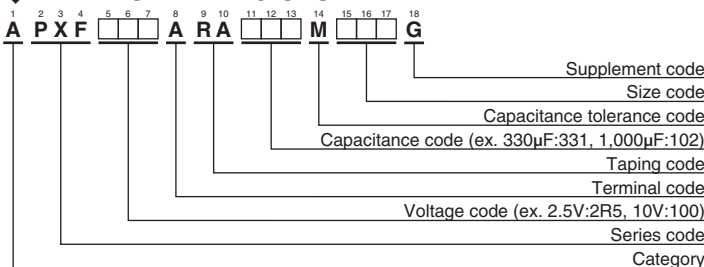 1 2 3 4 5 6 7 8 9 10 11 12 13 14 15 16 17 18
A PXF A RA M G
Supplement code
Size code
Capacitance tolerance code
Capacitance code (ex. 330µF:331, 1,000µF:102)
Taping code
Terminal code
Voltage code (ex. 2.5V:2R5, 10V:100)
Series code
Category